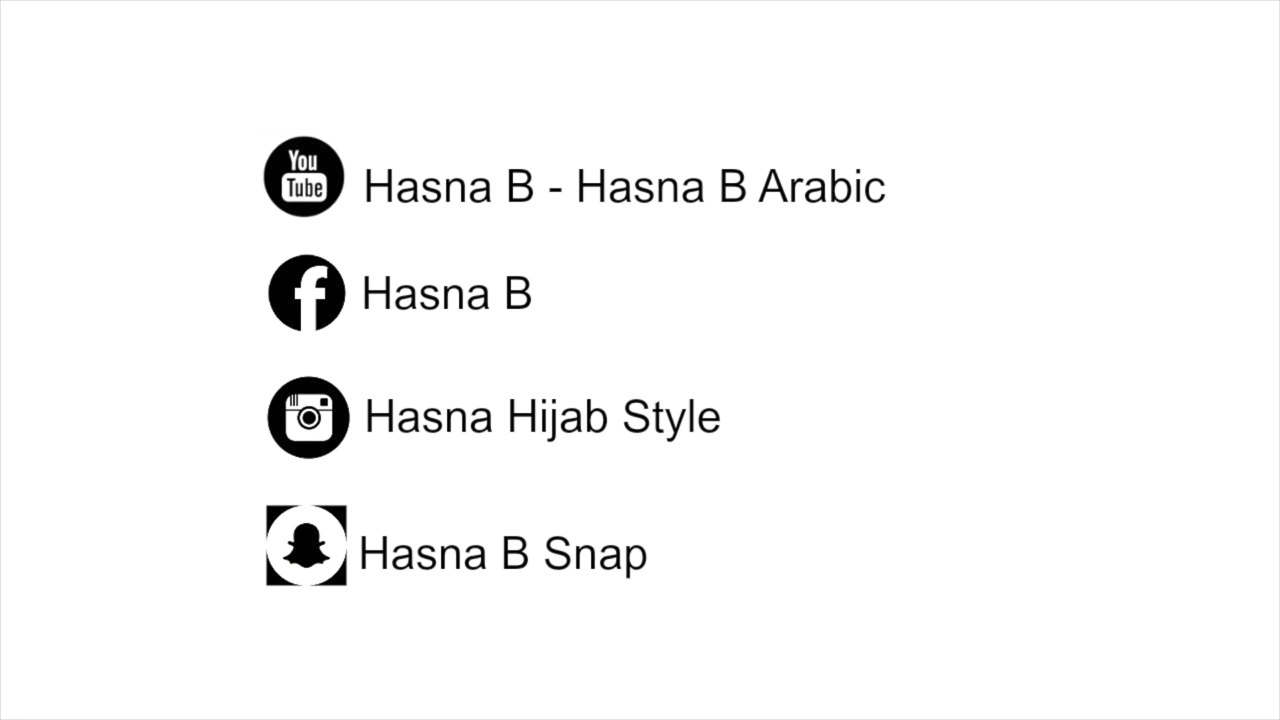 You
Tube
Hasna B - Hasna B Arabic
f
Hasna B
Hasna Hijab Style
Hasna B Snap